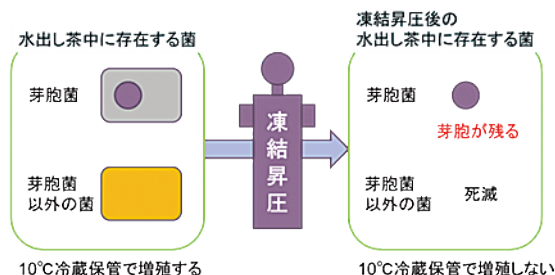 水出し茶中に存在する菌
芽胞菌
芽胞菌
以外の菌
10℃冷蔵保管で増殖する
凍結昇圧
凍結昇圧後の
水出し茶中に存在する菌
芽胞菌
芽胞が残る
芽胞菌
以外の菌
死滅
10℃冷蔵保管で増殖しない